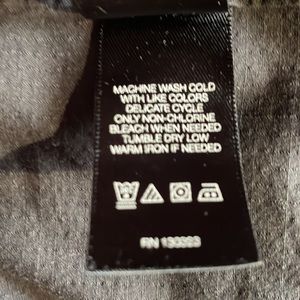 MACHINE WASH COLD
WITH LIKE COLORS
DELICATE CYCLE
ONLY NON-CHLORINE
BLEACH WHEN NEEDED
TUMBLE DRY LOW
WARM IRON IF NEEDED
RN